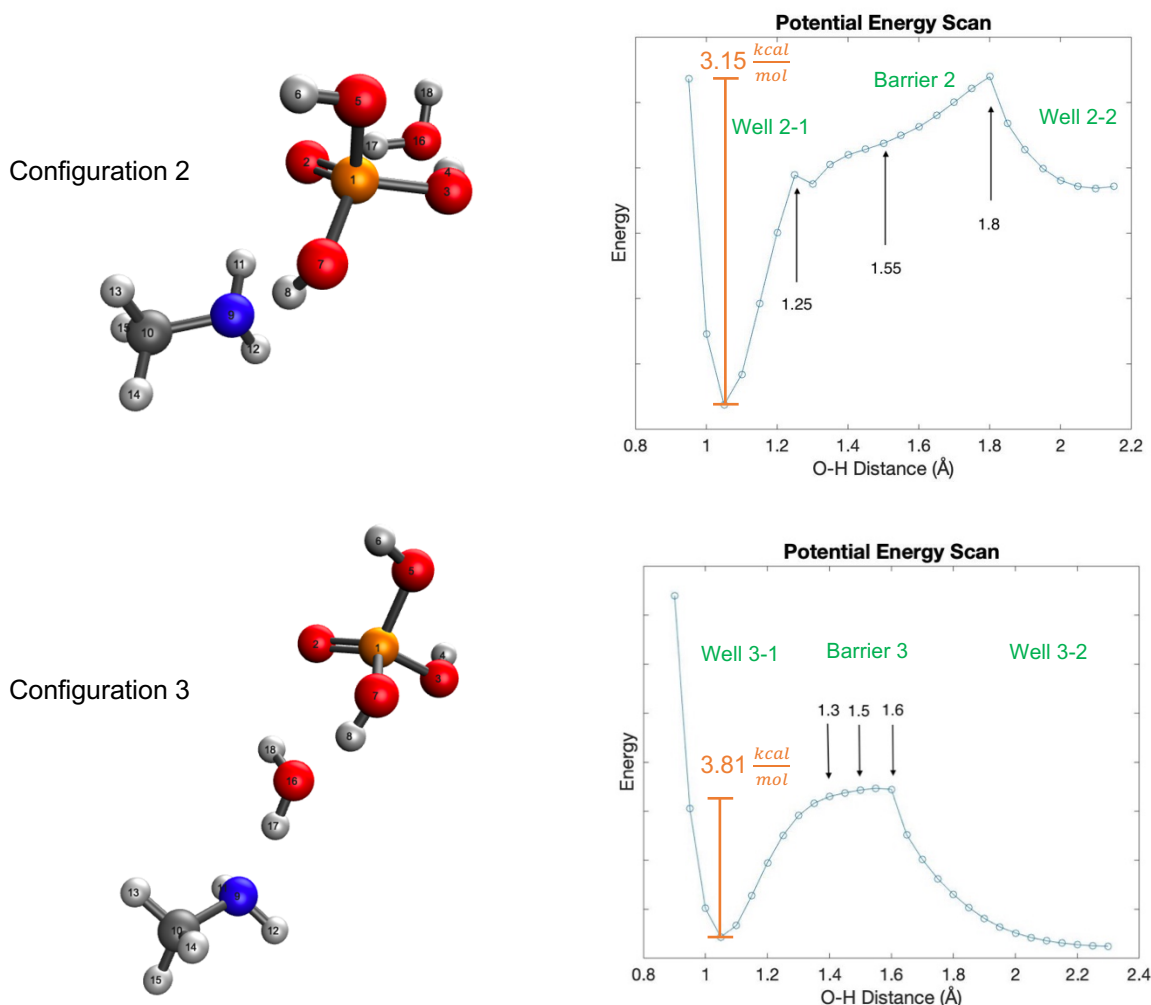 Potential Energy Scan
3.15 kcal/mol
Barrier 2
Well 2-1
Well 2-2
Configuration 2
6
5
18
17
16
2
1
4
3
7
11
8
13
9
15
10
12
14
Energy
1.25
1.55
1.8
0.8 1 1.2 1.4 1.6 1.8 2 2.2
O-H Distance (Å)
Potential Energy Scan
Well 3-1
Barrier 3
Well 3-2
Configuration 3
6
5
2
1
4
3
7
8
18
16
17
13
9
10
12
14
15
Energy
1.3 1.5 1.6
3.81 kcal/mol
0.8 1 1.2 1.4 1.6 1.8 2 2.2 2.4
O-H Distance (Å)